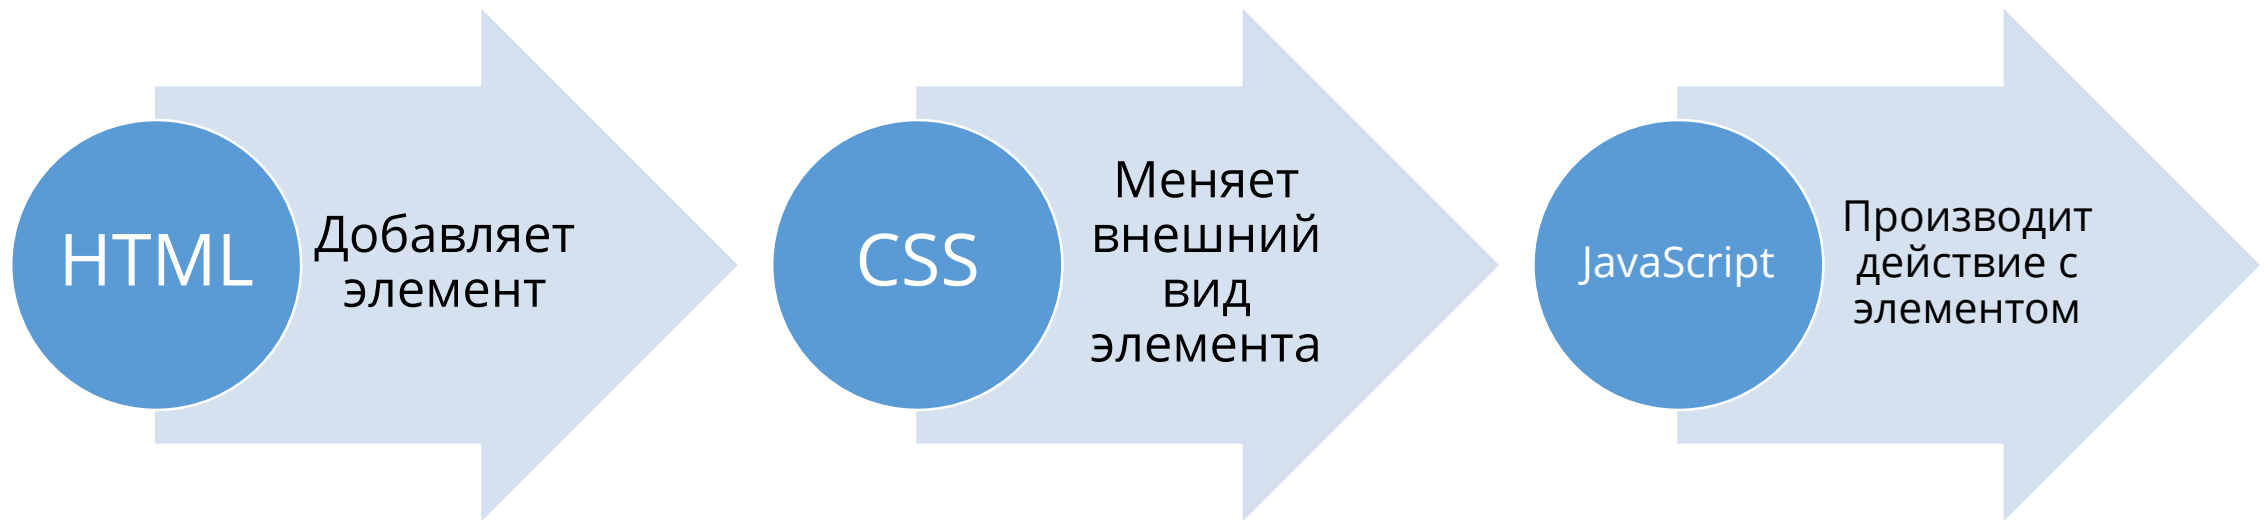 HTML
Добавляет
элемент
CSS
Меняет
внешний
вид
элемента
JavaScript
Производит
действие с
элементом